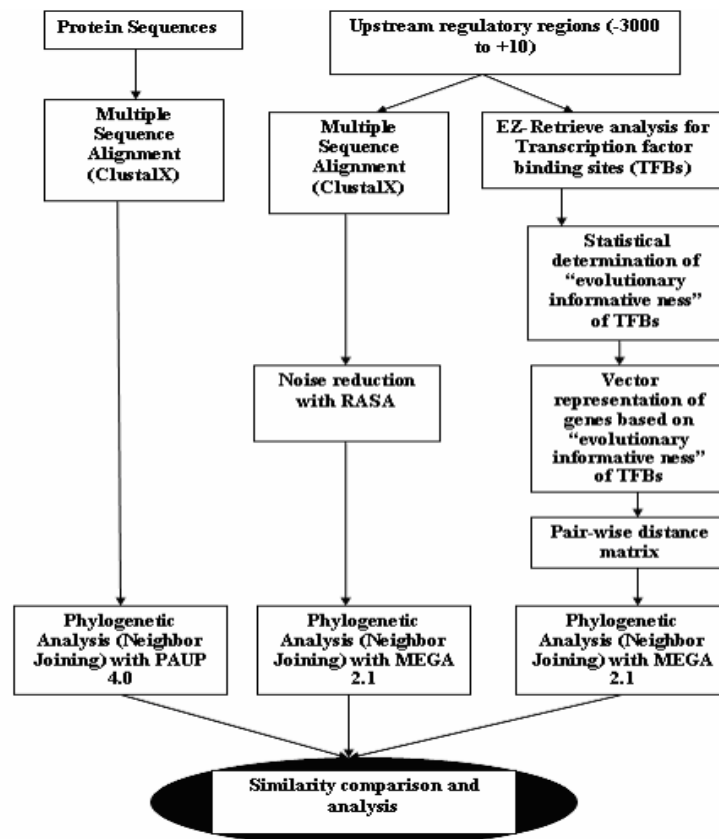 Protein Sequences
Upstream regulatory regions (-3000
to +10)
Multiple
Sequence
Alignment
(ClustalX)
Multiple
Sequence
Alignment
(ClustalX)
EZ- Retrieve analysis for
Transcription factor
binding sites (TFBs)
Statistical
determination of
“evolutionary
informative ness”
of TFBs
Noise reduction
with RASA
Vector
representation of
genes based on
“evolutionary
informative ness”
of TFBs
Pair-wise distance
matrix
Phylogenetic
Analysis (Neighbor
Joining) with PAUP
4.0
Phylogenetic
Analysis (Neighbor
Joining) with MEGA
2.1
Phylogenetic
Analysis (Neighbor
Joining) with MEGA
2.1
Similarity comparison and
analysis